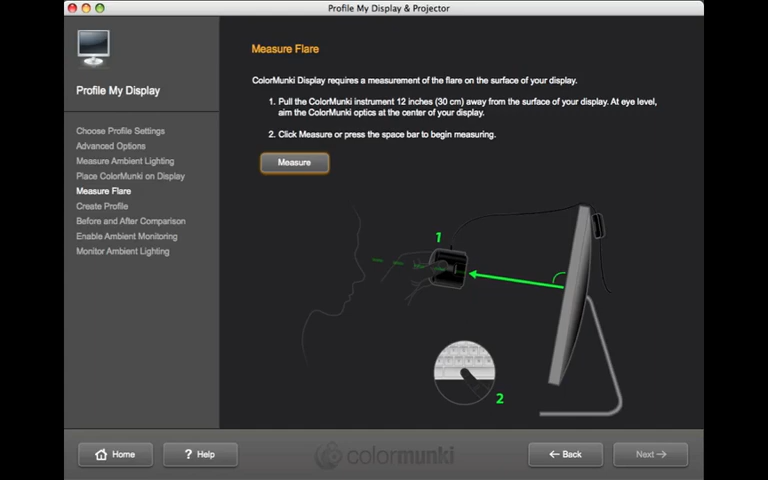 Profile My Display & Projector
Measure Flare
ColorMunki Display requires a measurement of the flare on the surface of your display.
1. Pull the ColorMunki instrument 12 inches (30 cm) away from the surface of your display. At eye level,
aim the ColorMunki optics at the center of your display.
2. Click Measure or press the space bar to begin measuring.
Measure
Profile My Display
Choose Profile Settings
Advanced Options
Measure Ambient Lighting
Place ColorMunki on Display
Measure Flare
Create Profile
Before and After Comparison
Enable Ambient Monitoring
Monitor Ambient Lighting
1
2
Home
? Help
colormunki
Back
Next